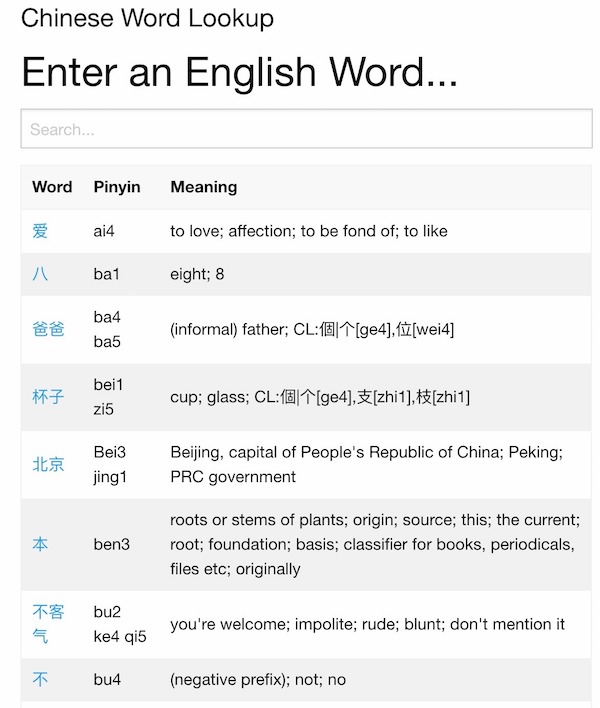 Chinese Word Lookup
Enter an English Word...
Search...
Word Pinyin Meaning
爱 ai4 to love; affection; to be fond of; to like
八 ba1 eight; 8
爸爸 ba4 ba5 (informal) father; CL:個|个[ge4],位[wei4]
杯子 bei1 zi5 cup; glass; CL:個|个[ge4],支[zhi1],枝[zhi1]
北京 Bei3 jing1 Beijing, capital of People's Republic of China; Peking;
PRC government
本 ben3 roots or stems of plants; origin; source; this; the current;
root; foundation; basis; classifier for books, periodicals,
files etc; originally
不客气 bu2 ke4 qi5 you're welcome; impolite; rude; blunt; don't mention it
不 bu4 (negative prefix); not; no